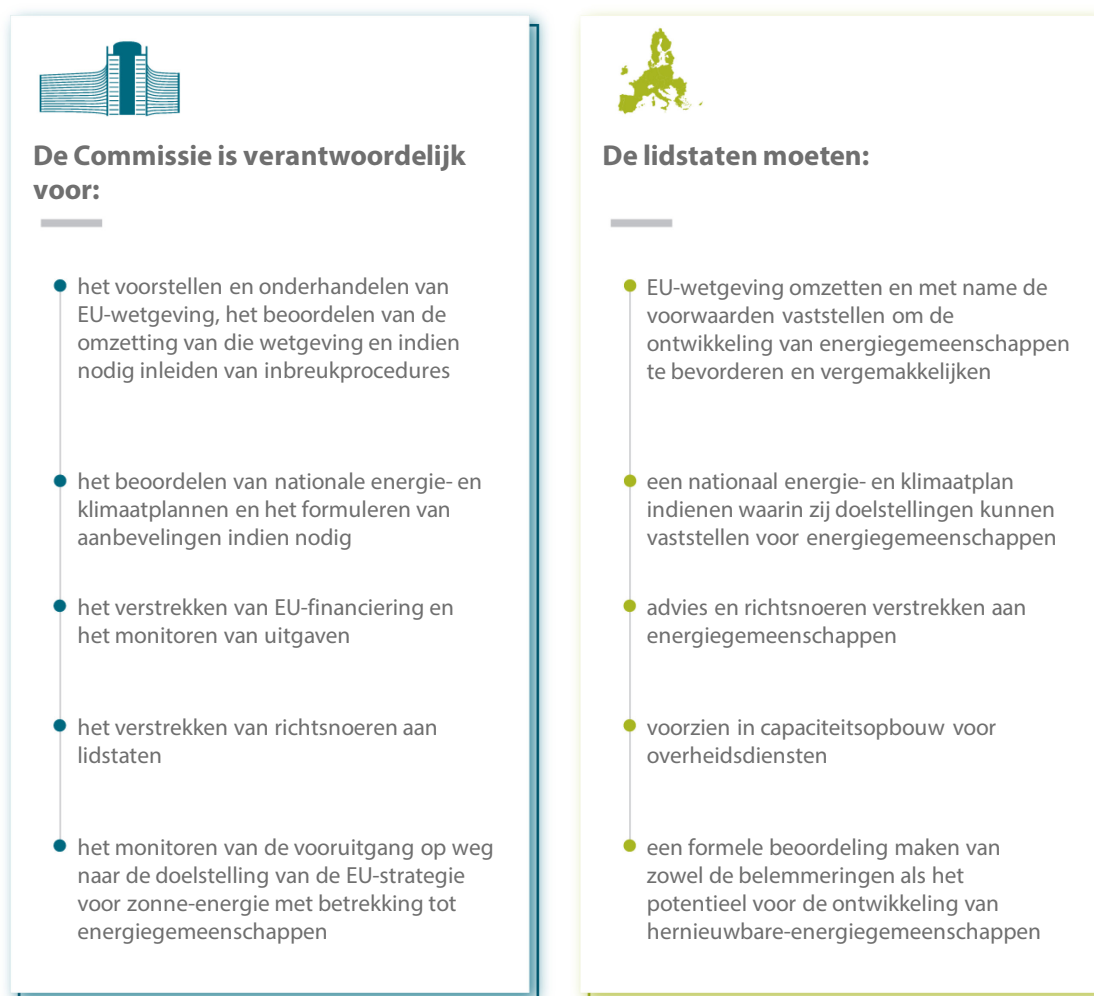 De Commissie is verantwoordelijk
voor:
het voorstellen en onderhandelen van
EU-wetgeving, het beoordelen van de
omzetting van die wetgeving en indien
nodig inleiden van inbreukprocedures
het beoordelen van nationale energie- en
klimaatplannen en het formuleren van
aanbevelingen indien nodig
het verstrekken van EU-financiering en
het monitoren van uitgaven
het verstrekken van richtsnoeren aan
lidstaten
het monitoren van de vooruitgang op weg
naar de doelstelling van de EU-strategie
voor zonne-energie met betrekking tot
energiegemeenschappen
De lidstaten moeten:
EU-wetgeving omzetten en met name de
voorwaarden vaststellen om de
ontwikkeling van energiegemeenschappen
te bevorderen en vergemakkelijken
een nationaal energie- en klimaatplan
indienen waarin zij doelstellingen kunnen
vaststellen voor energiegemeenschappen
advies en richtsnoeren verstrekken aan
energiegemeenschappen
voorzien in capaciteitsopbouw voor
overheidsdiensten
een formele beoordeling maken van
zowel de belemmeringen als het
potentieel voor de ontwikkeling van
hernieuwbare-energiegemeenschappen